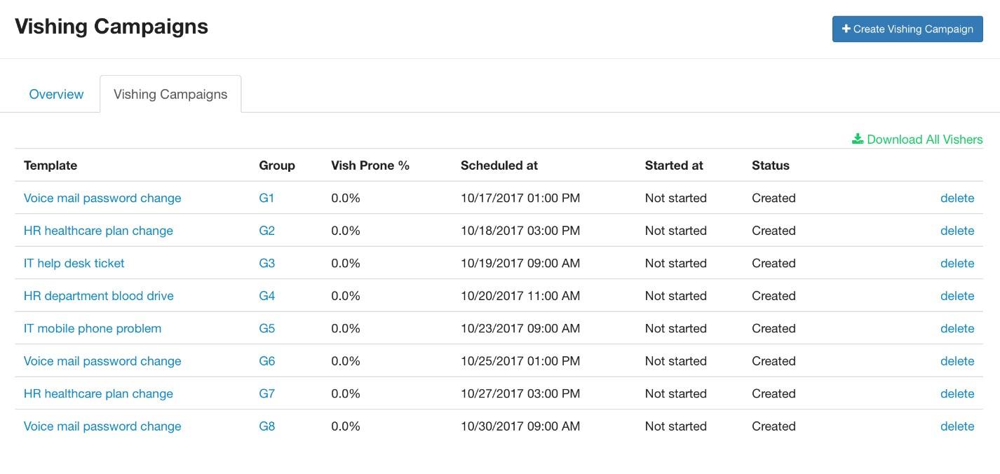 Vishing Campaigns
+ Create Vishing Campaign
Overview Vishing Campaigns
Download All Vishers
Template Group Vish Prone % Scheduled at Started at Status
Voice mail password change G1 0.0% 10/17/2017 01:00 PM Not started Created delete
HR healthcare plan change G2 0.0% 10/18/2017 03:00 PM Not started Created delete
IT help desk ticket G3 0.0% 10/19/2017 09:00 AM Not started Created delete
HR department blood drive G4 0.0% 10/20/2017 11:00 AM Not started Created delete
IT mobile phone problem G5 0.0% 10/23/2017 09:00 AM Not started Created delete
Voice mail password change G6 0.0% 10/25/2017 01:00 PM Not started Created delete
HR healthcare plan change G7 0.0% 10/27/2017 03:00 PM Not started Created delete
Voice mail password change G8 0.0% 10/30/2017 09:00 AM Not started Created delete